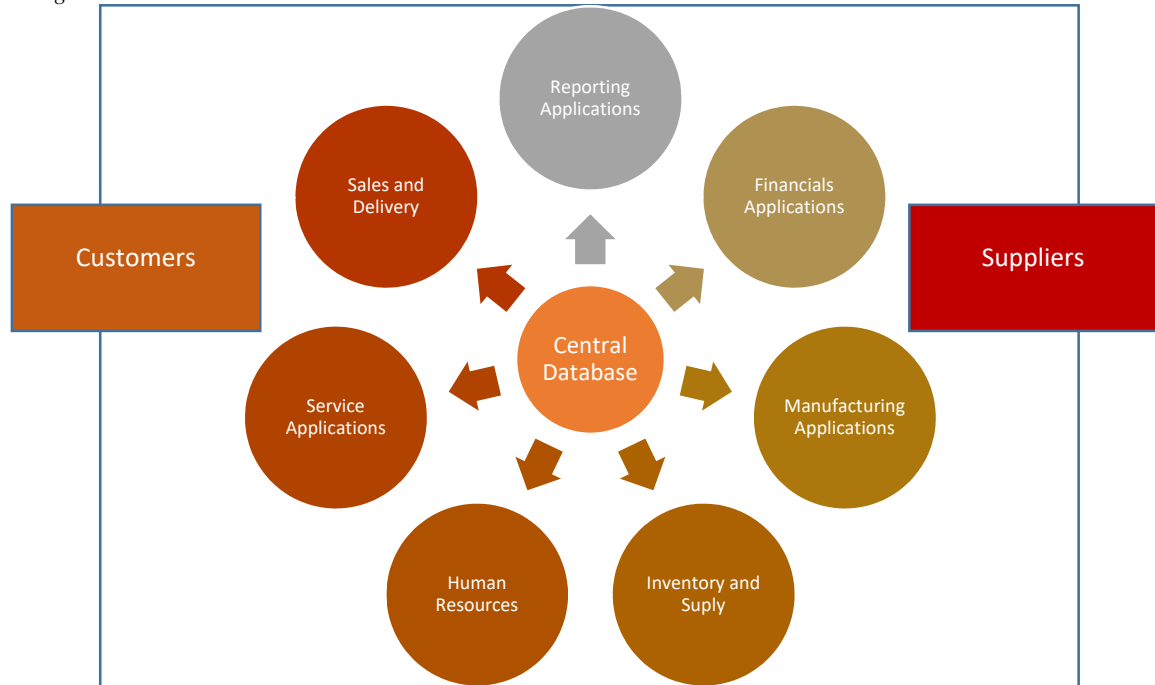 Reporting
Applications
Sales and
Delivery
Financials
Applications
Customers
Suppliers
Central
Database
Service
Applications
Manufacturing
Applications
Human
Resources
Inventory and
Suply